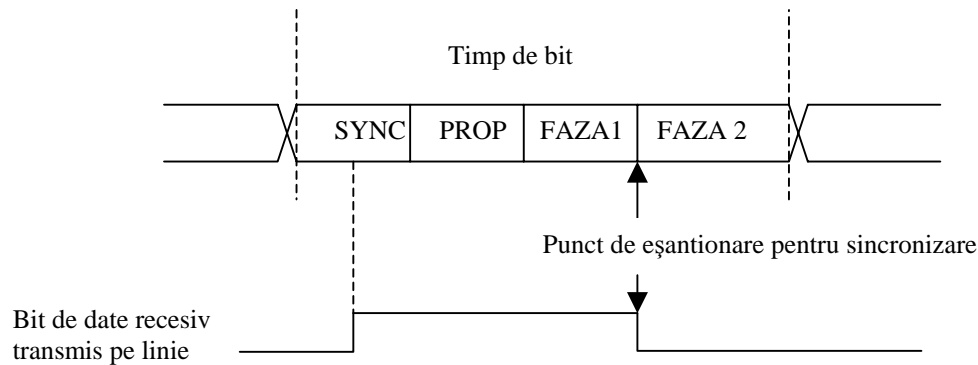 Timp de bit
SYNC PROP FAZA1 FAZA 2
Punct de eşantionare pentru sincronizare
Bit de date recesiv
transmis pe linie